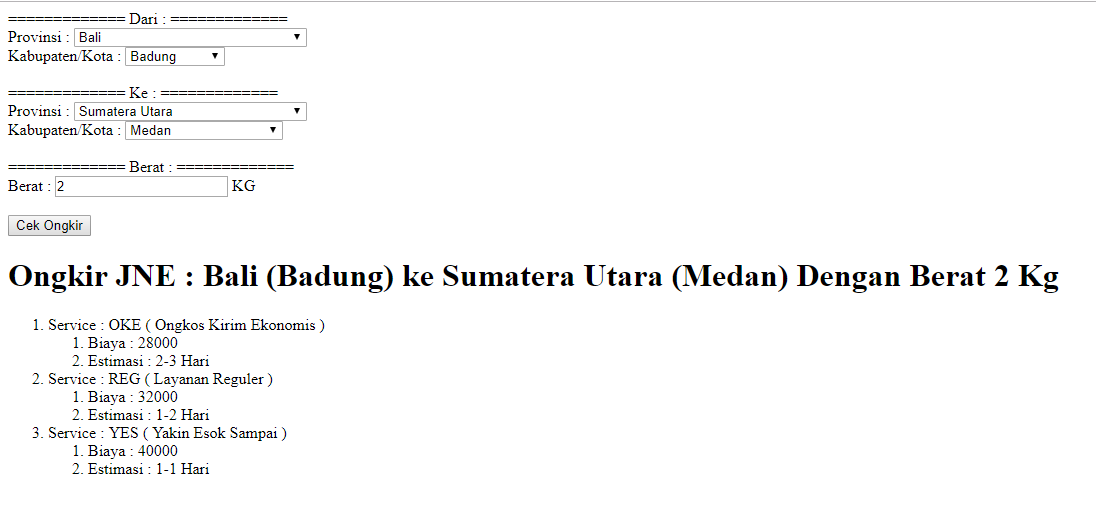 ============= Dari : =============
Provinsi : Bali
Kabupaten/Kota : Badung
============= Ke : =============
Provinsi : Sumatera Utara
Kabupaten/Kota : Medan
============= Berat : =============
Berat : 2 KG
Cek Ongkir
Ongkir JNE : Bali (Badung) ke Sumatera Utara (Medan) Dengan Berat 2 Kg
1. Service : OKE ( Ongkos Kirim Ekonomis )
1. Biaya : 28000
2. Estimasi : 2-3 Hari
2. Service : REG ( Layanan Reguler )
1. Biaya : 32000
2. Estimasi : 1-2 Hari
3. Service : YES ( Yakin Esok Sampai )
1. Biaya : 40000
2. Estimasi : 1-1 Hari